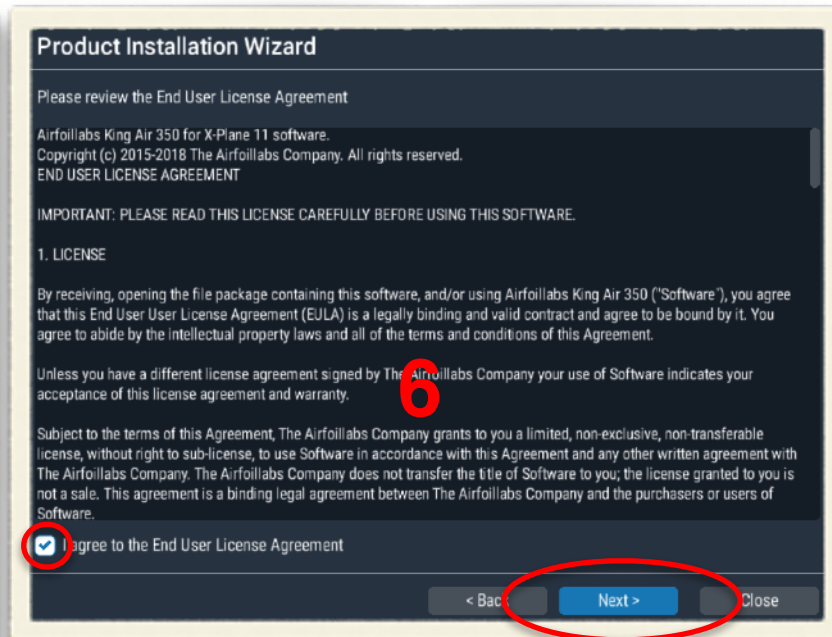 Product Installation Wizard
Please review the End User License Agreement
Airfoillabs King Air 350 for X-Plane 11 software.
Copyright (c) 2015-2018 The Airfoillabs Company. All rights reserved.
END USER LICENSE AGREEMENT
IMPORTANT: PLEASE READ THIS LICENSE CAREFULLY BEFORE USING THIS SOFTWARE.
1. LICENSE
By receiving, opening the file package containing this software, and/or using Airfoillabs King Air 350 ("Software"), you agree
that this End User User License Agreement (EULA) is a legally binding and valid contract and agree to be bound by it. You
agree to abide by the intellectual property laws and all of the terms and conditions of this Agreement.
Unless you have a different license agreement signed by The Airfoillabs Company your use of Software indicates your
acceptance of this license agreement and warranty.
6
Subject to the terms of this Agreement, The Airfoillabs Company grants to you a limited, non-exclusive, non-transferable
license, without right to sub-license, to use Software in accordance with this Agreement and any other written agreement with
The Airfoillabs Company. The Airfoillabs Company does not transfer the title of Software to you; the license granted to you is
not a sale. This agreement is a binding legal agreement between The Airfoillabs Company and the purchasers or users of
Software.
I agree to the End User License Agreement
< Back Next > Close